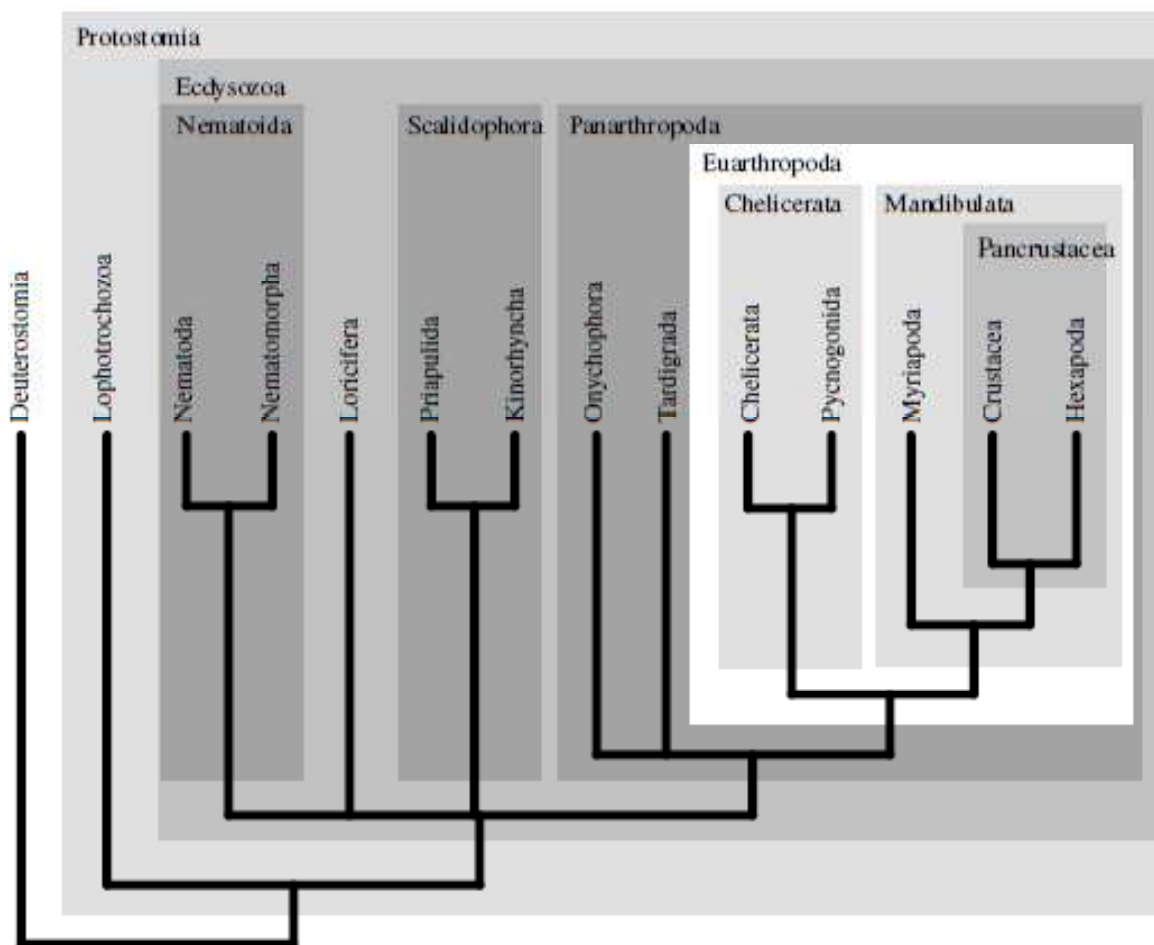 Protostomia
Ecdysozoa
Nematoida
Scalidophora
Panarthropoda
Euarthropoda
Chelicerata
Mandibulata
Pancrustacea
Deuterostomia
Lophotrochozoa
Nematoda
Nematomorpha
Loricifera
Priapulida
Kinorhyncha
Onychophora
Tardigrada
Chelicerata
Pycnogonida
Myriapoda
Crustacea
Hexapoda